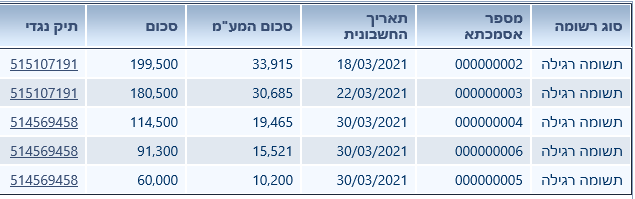 סוג רשומה מספר אסמכתא תאריך החשבונית סכום המע"מ סכום תיק נגדי
תשומה רגילה 000000002 18/03/2021 33,915 199,500 515107191
תשומה רגילה 000000003 22/03/2021 30,685 180,500 515107191
תשומה רגילה 000000004 30/03/2021 19,465 114,500 514569458
תשומה רגילה 000000006 30/03/2021 15,521 91,300 514569458
תשומה רגילה 000000005 30/03/2021 10,200 60,000 514569458